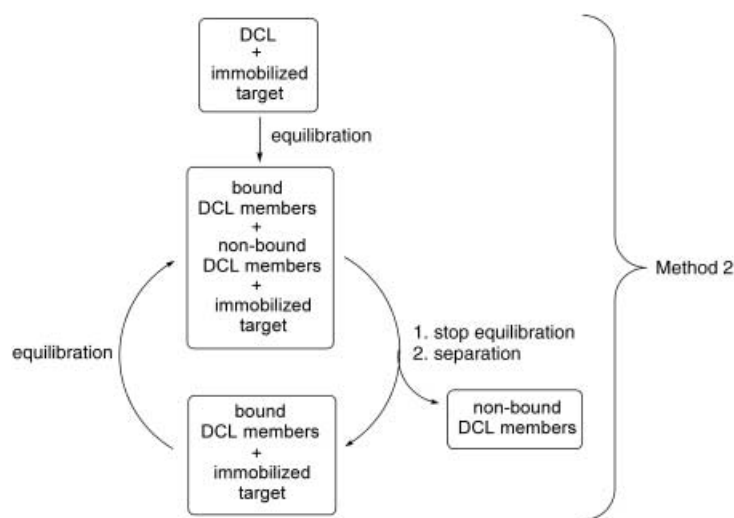 DCL
+
immobilized
target
equilibration
bound
DCL members
+
non-bound
DCL members
+
immobilized
target
Method 2
1. stop equilibration
2. separation
equilibration
non-bound
DCL members
bound
DCL members
+
immobilized
target